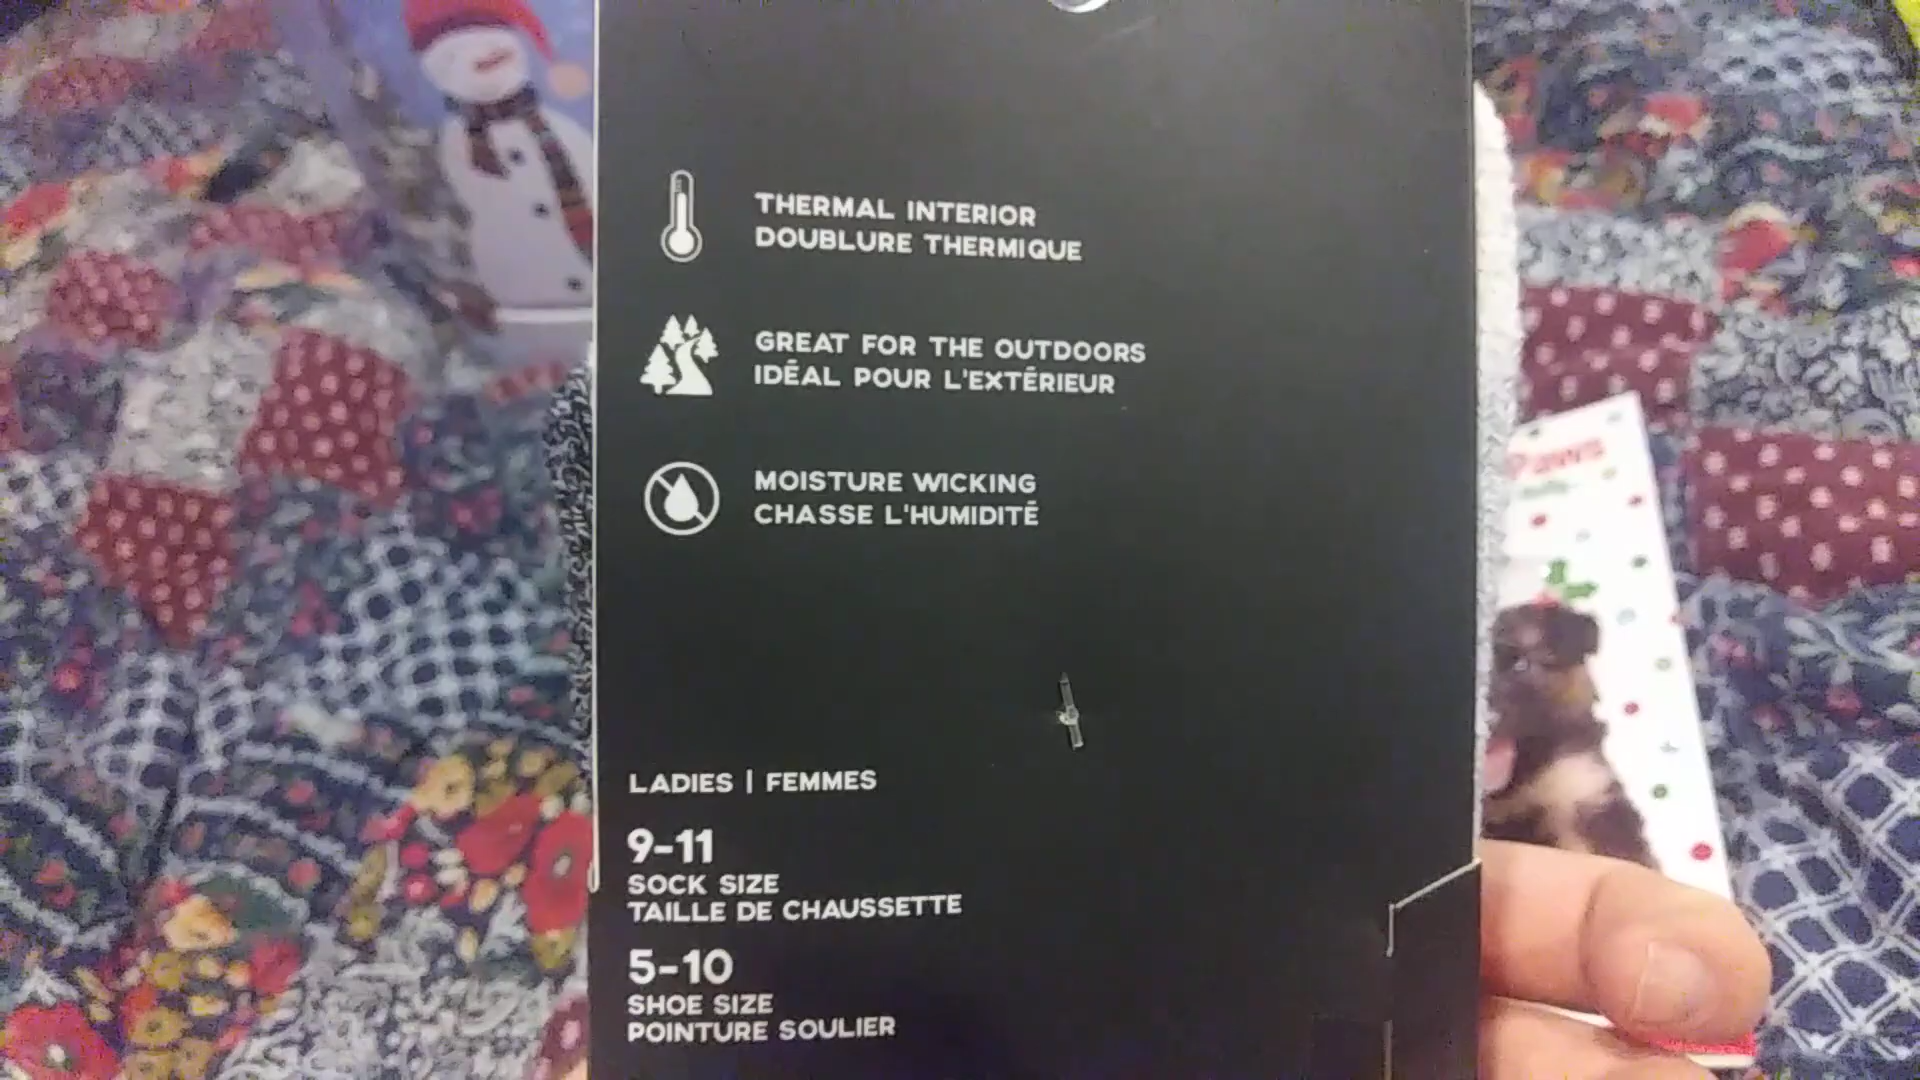 THERMAL INTERIOR
DOUBLURE THERMIQUE
GREAT FOR THE OUTDOORS
IDÉAL POUR L'EXTÉRIEUR
MOISTURE WICKING
CHASSE L'HUMIDITÉ
LADIES | FEMMES
9-11
SOCK SIZE
TAILLE DE CHAUSSETTE
5-10
SHOE SIZE
POINTURE SOULIER